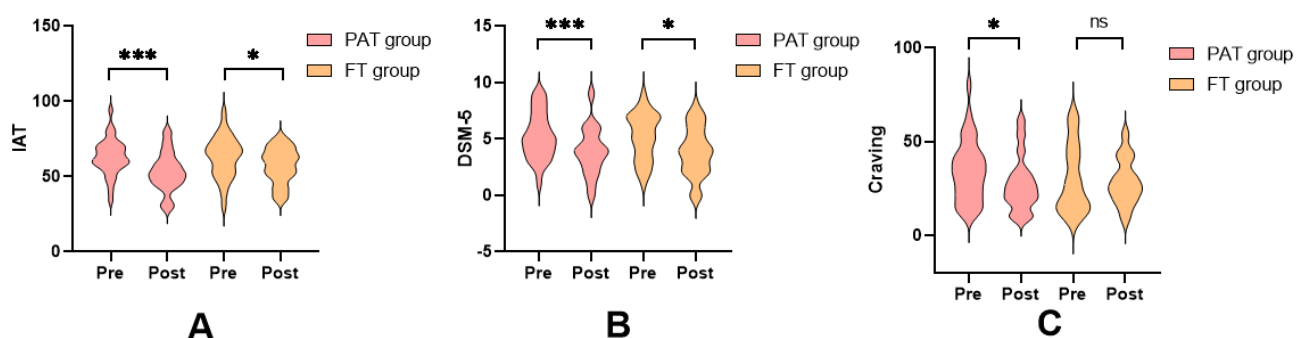 150
100
50
0
IAT
***
*
PAT group
FT group
Pre
Post
Pre
Post
A
15
10
5
0
-5
DSM-5
***
*
PAT group
FT group
Pre
Post
Pre
Post
B
100
50
0
Craving
*
ns
PAT group
FT group
Pre
Post
Pre
Post
C